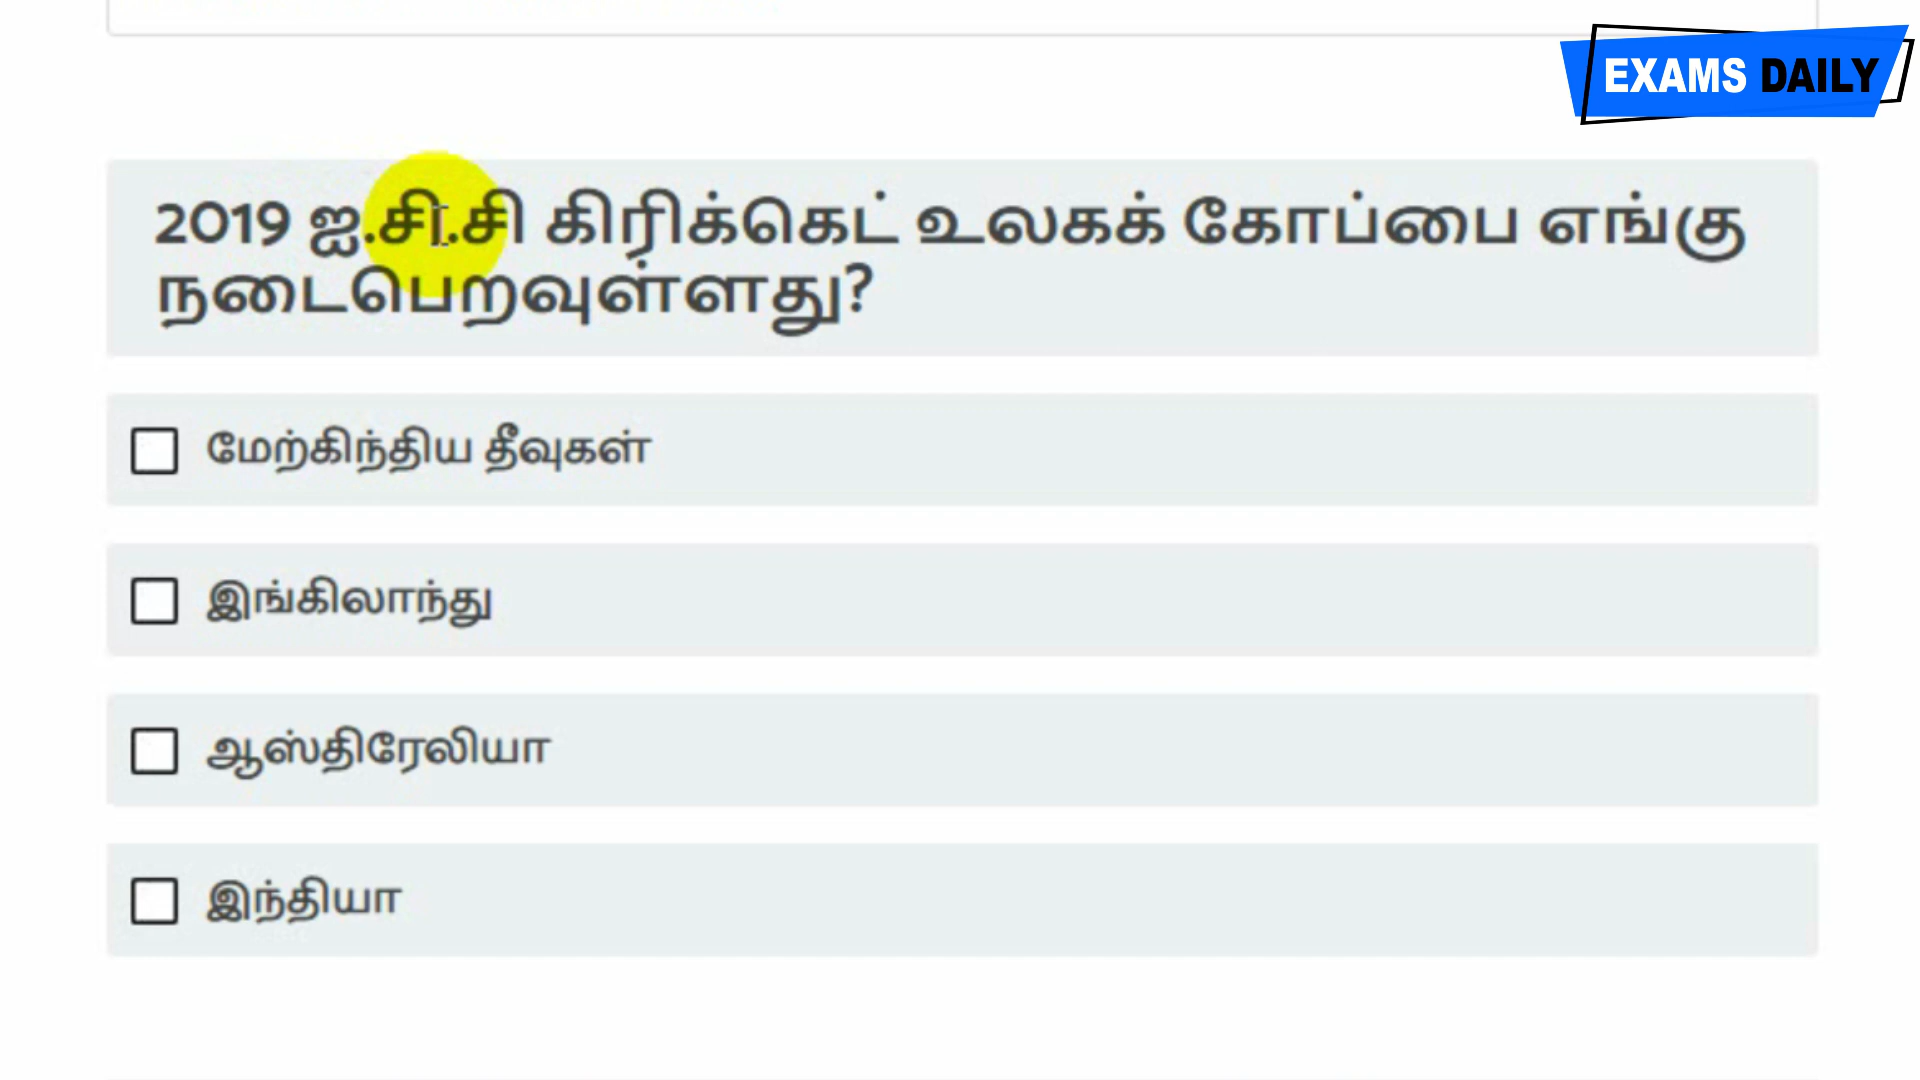 EXAMS DAILY
2019 ஐ.சி.சி கிரிக்கெட் உலகக் கோப்பை எங்கு
நடைபெறவுள்ளது?
மேற்கிந்திய தீவுகள்
இங்கிலாந்து
ஆஸ்திரேலியா
இந்தியா